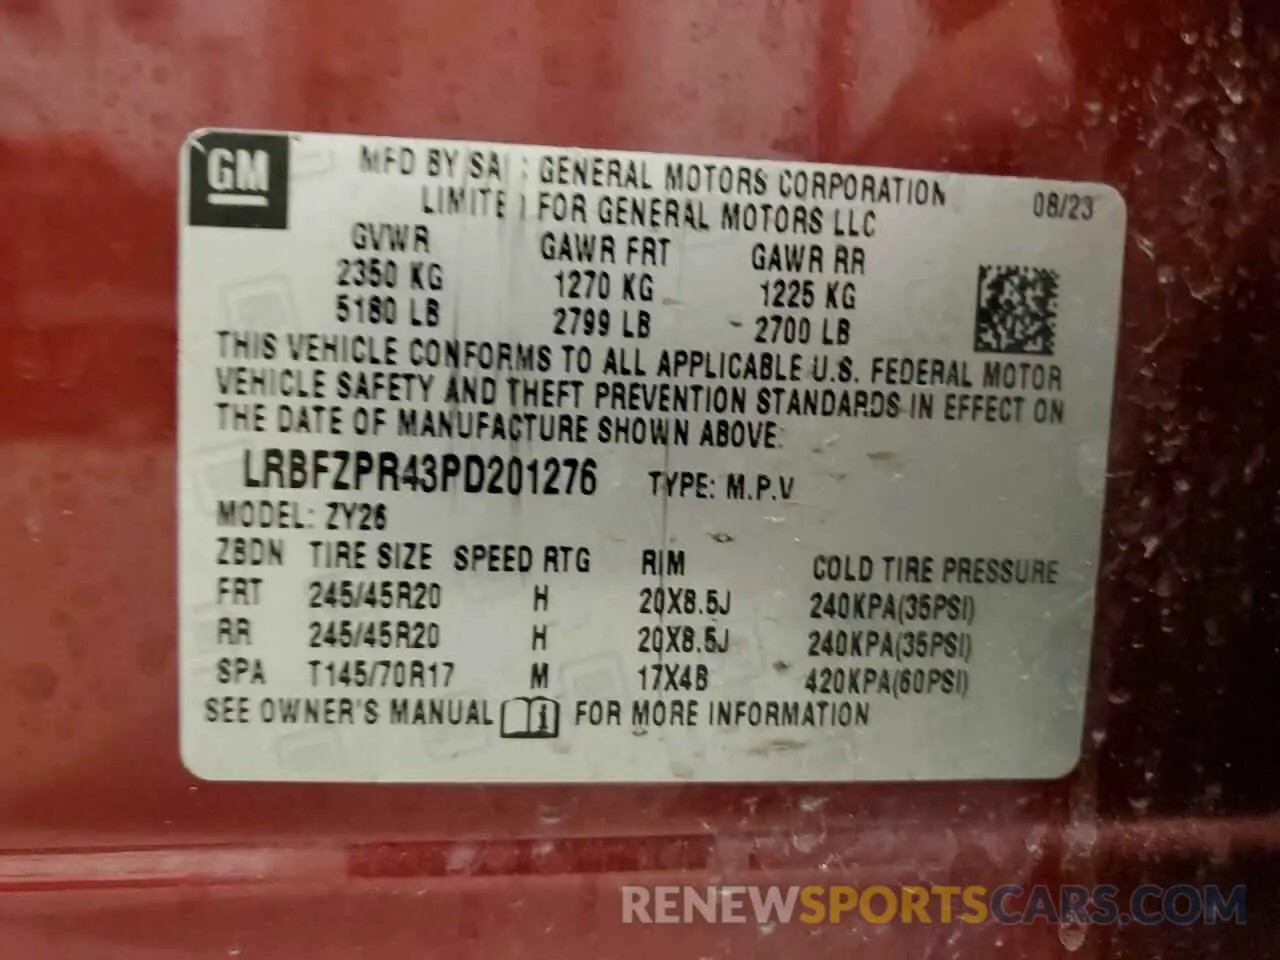 GM
MFD BY SAI : GENERAL MOTORS CORPORATION 08/23
LIMITE FOR GENERAL MOTORS LLC
GVWR GAWR FRT GAWR RR
2350 KG 1270 KG 1225 KG
5180 LB 2799 LB 2700 LB
THIS VEHICLE CONFORMS TO ALL APPLICABLE U.S. FEDERAL MOTOR
VEHICLE SAFETY AND THEFT PREVENTION STANDARDS IN EFFECT ON
THE DATE OF MANUFACTURE SHOWN ABOVE.
LRBFZPR43PD201276 TYPE: M.P.V
MODEL: ZY26
ZBDN TIRE SIZE SPEED RTG RIM COLD TIRE PRESSURE
FRT 245/45R20 H 20X8.5J 240KPA(35PSI)
RR 245/45R20 H 20X8.5J 240KPA(35PSI)
SPA T145/70R17 M 17X4B 420KPA(60PSI)
SEE OWNER'S MANUAL FOR MORE INFORMATION
RENEWSPORTSCARS.COM